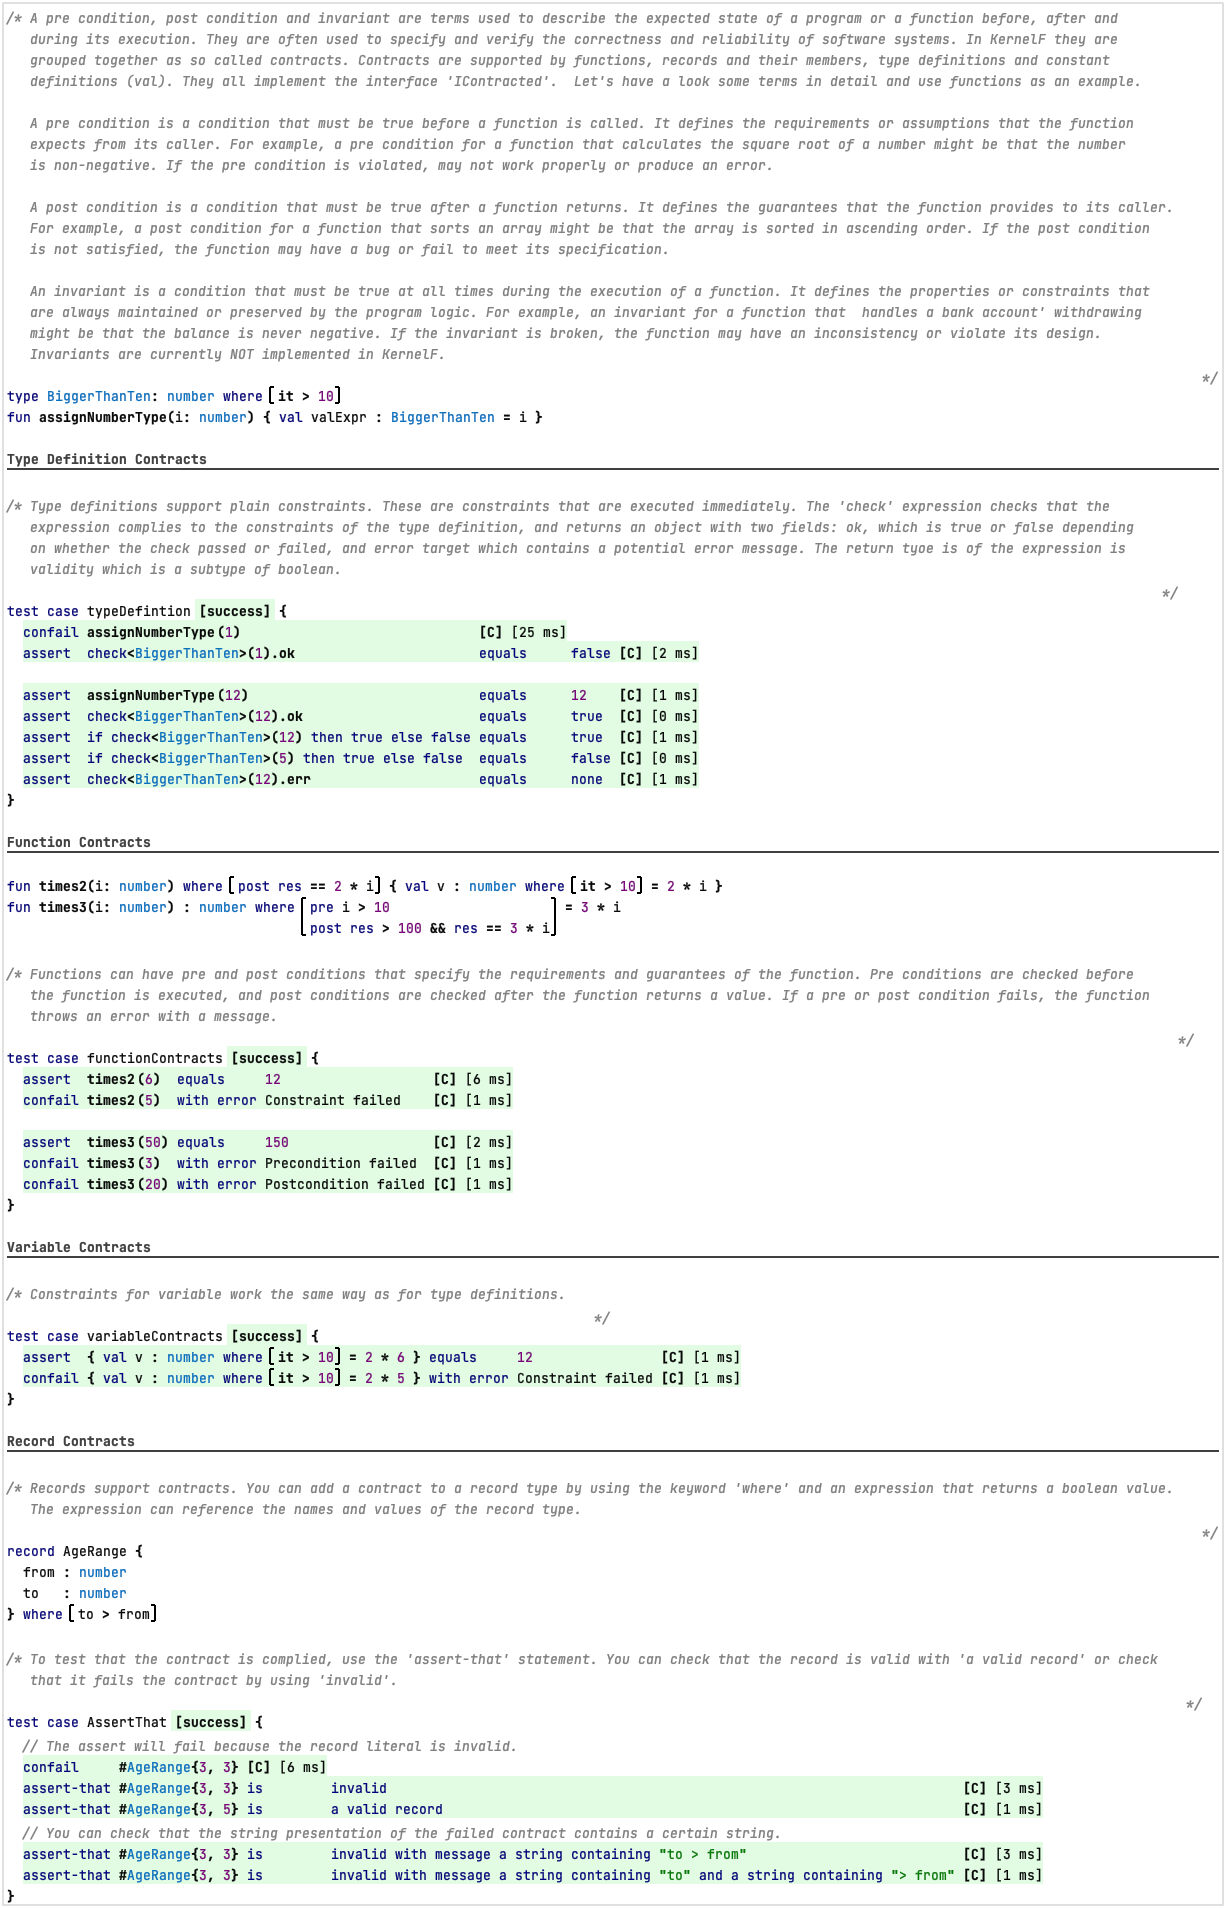 /* A pre condition, post condition and invariant are terms used to describe the expected state of a program or a function before, after and
during its execution. They are often used to specify and verify the correctness and reliability of software systems. In KernelF they are
grouped together as so called contracts. Contracts are supported by functions, records and their members, type definitions and constant
definitions (val). They all implement the interface 'IContracted'.  Let's have a look some terms in detail and use functions as an example.
A pre condition is a condition that must be true before a function is called. It defines the requirements or assumptions that the function
expects from its caller. For example, a pre condition for a function that calculates the square root of a number might be that the number
is non-negative. If the pre condition is violated, may not work properly or produce an error.
A post condition is a condition that must be true after a function returns. It defines the guarantees that the function provides to its caller.
For example, a post condition for a function that sorts an array might be that the array is sorted in ascending order. If the post condition
is not satisfied, the function may have a bug or fail to meet its specification.
An invariant is a condition that must be true at all times during the execution of a function. It defines the properties or constraints that
are always maintained or preserved by the program logic. For example, an invariant for a function that  handles a bank account' withdrawing
might be that the balance is never negative. If the invariant is broken, the function may have an inconsistency or violate its design.
Invariants are currently NOT implemented in KernelF.
*/
type BiggerThanTen: number where [it > 10]
fun assignNumberType(i: number) { val valExpr : BiggerThanTen = i }
Type Definition Contracts
/* Type definitions support plain constraints. These are constraints that are executed immediately. The 'check' expression checks that the
expression complies to the constraints of the type definition, and returns an object with two fields: ok, which is true or false depending
on whether the check passed or failed, and error target which contains a potential error message. The return tyoe is of the expression is
validity which is a subtype of boolean.
*/
test case typeDefintion [success] {
confail assignNumberType(1) [C] [25 ms]
assert check<BiggerThanTen>(1).ok equals false [C] [2 ms]
assert assignNumberType(12) equals 12 [C] [1 ms]
assert check<BiggerThanTen>(12).ok equals true [C] [0 ms]
assert if check<BiggerThanTen>(12) then true else false equals true [C] [1 ms]
assert if check<BiggerThanTen>(5) then true else false equals false [C] [0 ms]
assert check<BiggerThanTen>(12).err equals none [C] [1 ms]
}
Function Contracts
fun times2(i: number) where [post res == 2 * i] { val v : number where [it > 10] = 2 * i }
fun times3(i: number) : number where [pre i > 10 ] = 3 * i
post res > 100 && res == 3 * i
/* Functions can have pre and post conditions that specify the requirements and guarantees of the function. Pre conditions are checked before
the function is executed, and post conditions are checked after the function returns a value. If a pre or post condition fails, the function
throws an error with a message.
*/
test case functionContracts [success] {
assert times2(6) equals 12 [C] [6 ms]
confail times2(5) with error Constraint failed [C] [1 ms]
assert times3(50) equals 150 [C] [2 ms]
confail times3(3) with error Precondition failed [C] [1 ms]
confail times3(20) with error Postcondition failed [C] [1 ms]
}
Variable Contracts
/* Constraints for variable work the same way as for type definitions.
*/
test case variableContracts [success] {
assert { val v : number where [it > 10] = 2 * 6 } equals 12 [C] [1 ms]
confail { val v : number where [it > 10] = 2 * 5 } with error Constraint failed [C] [1 ms]
}
Record Contracts
/* Records support contracts. You can add a contract to a record type by using the keyword 'where' and an expression that returns a boolean value.
The expression can reference the names and values of the record type.
*/
record AgeRange {
from : number
to : number
} where [to > from]
/* To test that the contract is complied, use the 'assert-that' statement. You can check that the record is valid with 'a valid record' or check
that it fails the contract by using 'invalid'.
*/
test case AssertThat [success] {
// The assert will fail because the record literal is invalid.
confail #AgeRange{3, 3} [C] [6 ms]
assert-that #AgeRange{3, 3} is invalid [C] [3 ms]
assert-that #AgeRange{3, 5} is a valid record [C] [1 ms]
// You can check that the string presentation of the failed contract contains a certain string.
assert-that #AgeRange{3, 3} is invalid with message a string containing "to > from" [C] [3 ms]
assert-that #AgeRange{3, 3} is invalid with message a string containing "to" and a string containing "> from" [C] [1 ms]
}